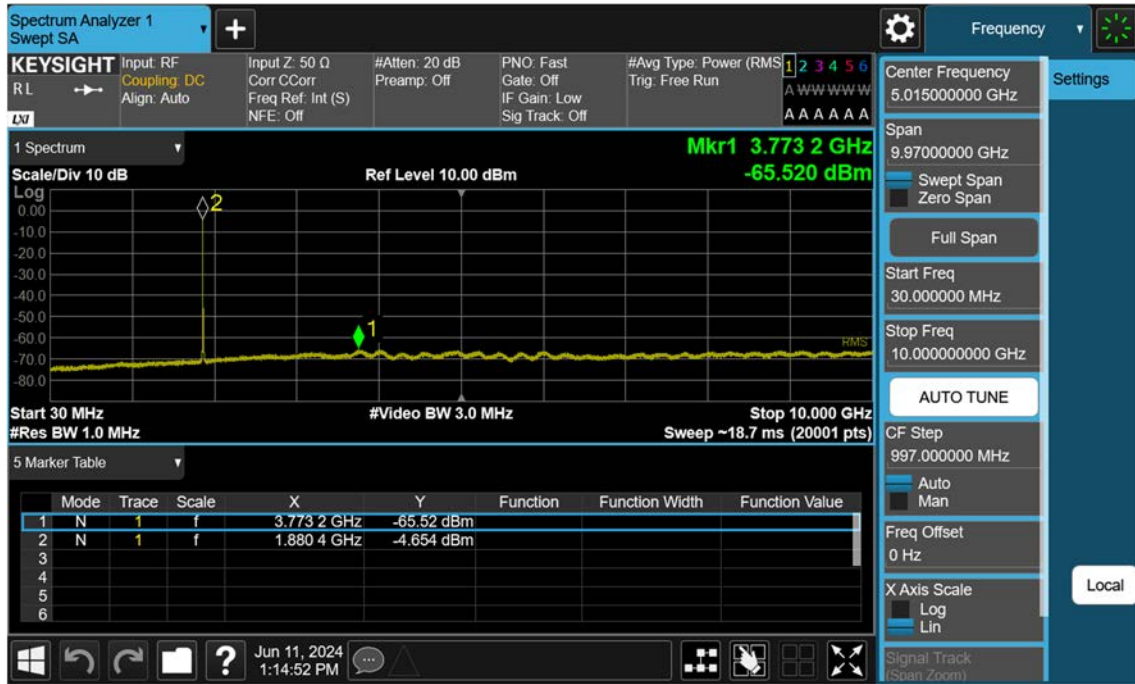 Spectrum Analyzer 1
Swept SA
+
Frequency
KEYSIGHT
RL
LXI
Input: RF
Coupling: DC
Align: Auto
Input Z: 50 Ω
Corr CCorr
Freq Ref: Int (S)
NFE: Off
#Atten: 20 dB
Preamp: Off
PNO: Fast
Gate: Off
IF Gain: Low
Sig Track: Off
#Avg Type: Power (RMS
Trig: Free Run
1 2 3 4 5 6
A W W W W W
A A A A A A
Center Frequency
5.015000000 GHz
Settings
1 Spectrum
Scale/Div 10 dB
Ref Level 10.00 dBm
Mkr1 3.773 2 GHz
-65.520 dBm
Log
0.00
-10.0
-20.0
-30.0
-40.0
-50.0
-60.0
-70.0
-80.0
2
1
RMS
Start 30 MHz
#Video BW 3.0 MHz
Stop 10.000 GHz
#Res BW 1.0 MHz
Sweep ~18.7 ms (20001 pts)
Span
9.97000000 GHz
Swept Span
Zero Span
Full Span
Start Freq
30.000000 MHz
Stop Freq
10.000000000 GHz
AUTO TUNE
CF Step
997.000000 MHz
Auto
Man
Freq Offset
0 Hz
X Axis Scale
Log
Lin
Signal Track
(Span Zoom)
Local
5 Marker Table
Mode Trace Scale X Y Function Function Width Function Value
1 N 1 f 3.773 2 GHz -65.52 dBm
2 N 1 f 1.880 4 GHz -4.654 dBm
3
4
5
6
?
Jun 11, 2024
1:14:52 PM